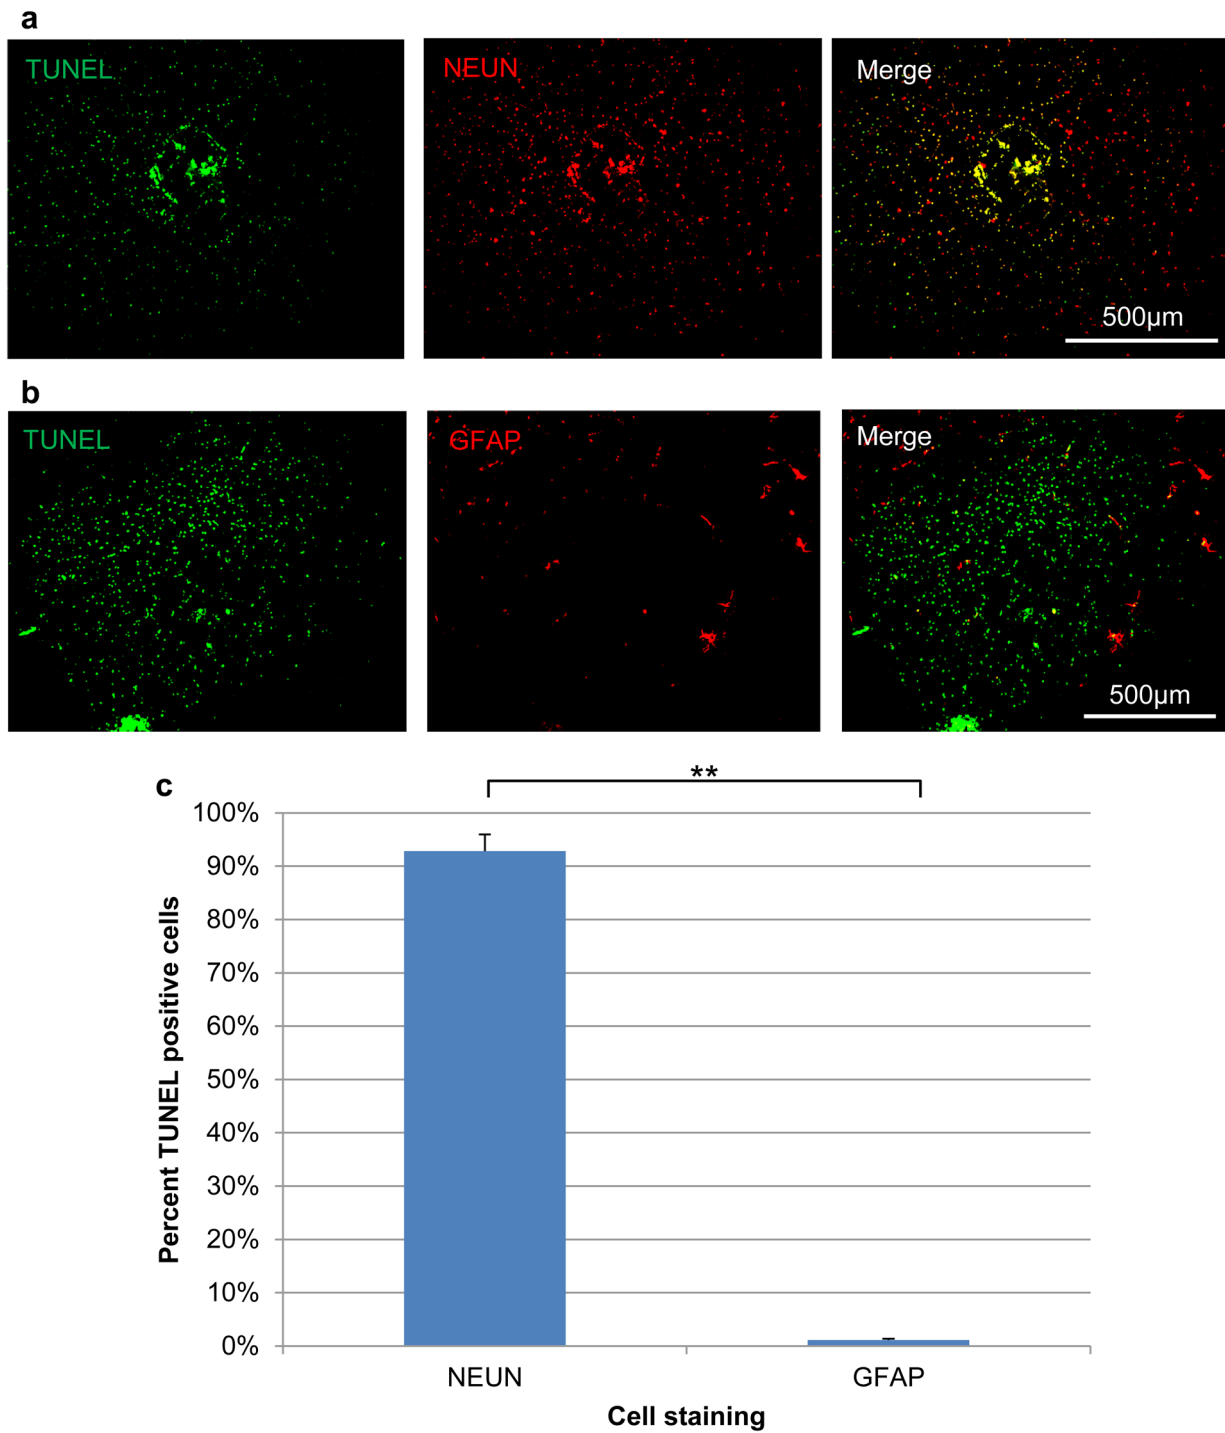 a
TUNEL
NEUN
Merge
500µm
b
TUNEL
GFAP
Merge
500µm
c
**
100%
90%
80%
70%
60%
50%
40%
30%
20%
10%
0%
Percent TUNEL positive cells
NEUN
GFAP
Cell staining